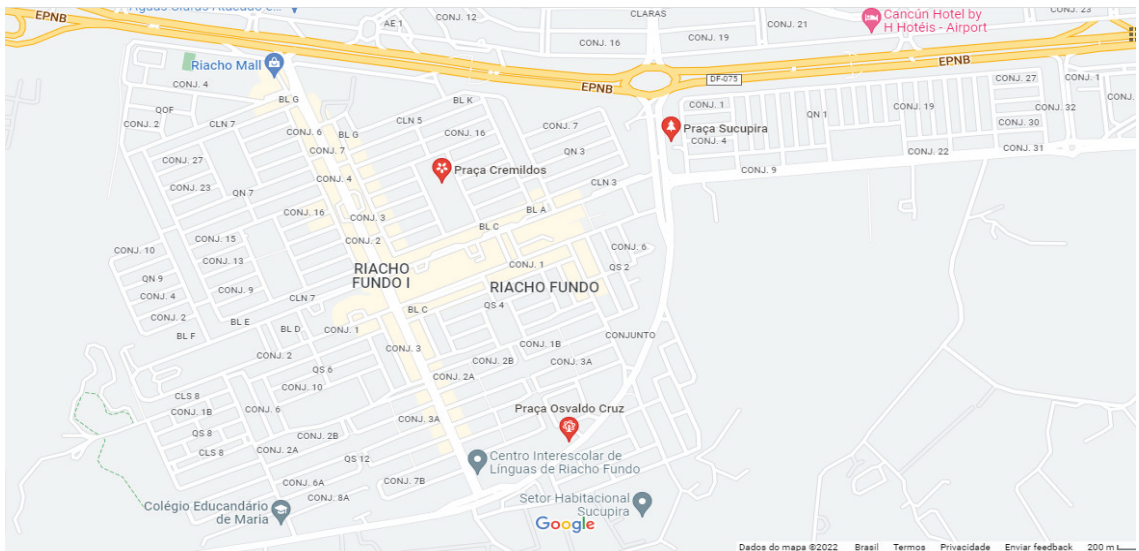 Águas Claras Atacado e...
EPNB
AE 1
CONJ. 12
CLARAS
CONJ. 16
CONJ. 19
CONJ. 21
CONJ. 23
Cancún Hotel by
H Hotéis - Airport
Riacho Mall
EPNB
DF-075
EPNB
CONJ. 4
BL G
BL K
QOF
CONJ. 2
CLN 7
CONJ. 6
BL G
CLN 5
CONJ. 16
CONJ. 7
CONJ. 7
QN 3
CONJ. 1
Praça Sucupira
CONJ. 4
QN 1
CONJ. 19
CONJ. 27
CONJ. 1
CONJ.
CONJ. 32
CONJ. 30
CONJ. 22
CONJ. 31
CONJ. 9
CONJ. 27
CONJ. 23
QN 7
CONJ. 4
Praça Cremildos
CLN 3
CONJ. 16
CONJ. 3
BL A
BL C
CONJ. 15
CONJ. 2
CONJ. 10
CONJ. 13
CONJ. 6
QN 9
CONJ. 4
CONJ. 9
RIACHO
FUNDO I
CONJ. 1
QS 2
RIACHO FUNDO
CLN 7
CONJ. 2
BL C
QS 4
BL E
BL D
CONJ. 1
BL F
CONJ. 2
CONJ. 3
CONJ. 1B
CONJUNTO
QS 6
CONJ. 2B
CONJ. 3A
CONJ. 10
CONJ. 2A
CLS 8
CONJ. 1B
CONJ. 6
Praça Osvaldo Cruz
CONJ. 3A
QS 8
CONJ. 2B
CLS 8
CONJ. 2A
QS 12
Centro Interescolar de
Línguas de Riacho Fundo
CONJ. 6A
CONJ. 7B
CONJ. 8A
Colégio Educandário
de Maria
Setor Habitacional
Sucupira
Google
Dados do mapa ©2022 Brasil Termos Privacidade Enviar feedback 200 m